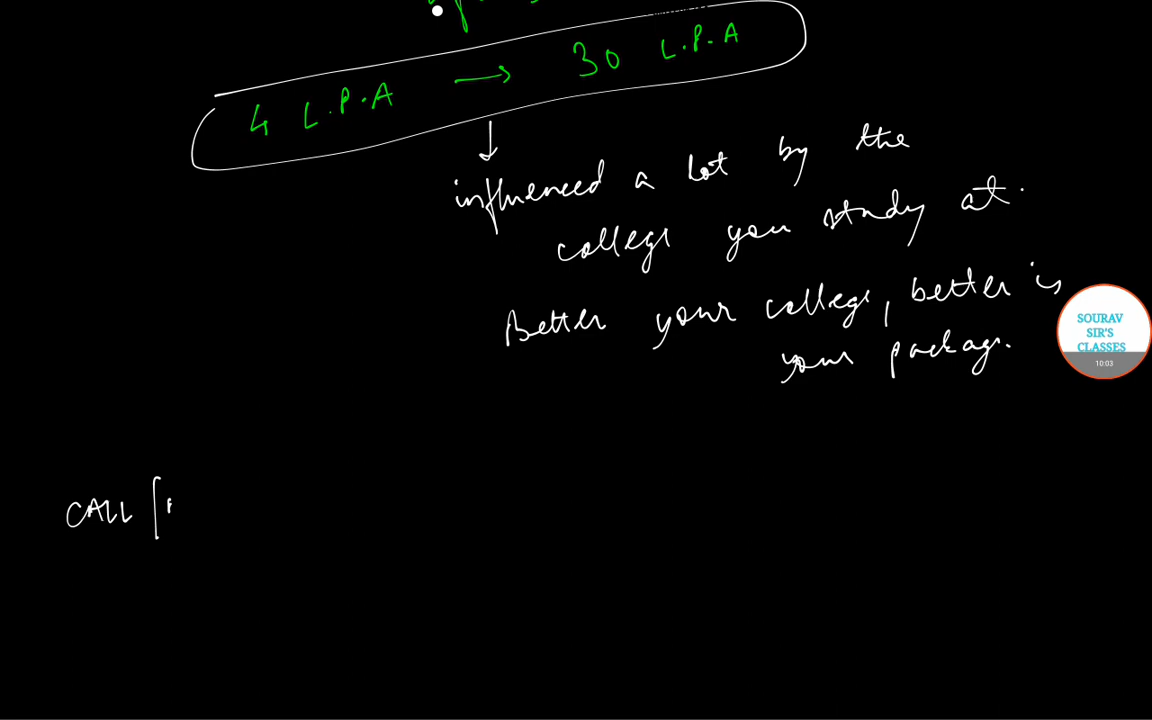 4 L.P.A → 30 L.P.A
influenced a lot by the
college you study at.
Better your college, better is
your package.
SOURAV
SIR'S
CLASSES
10:03
CALL |